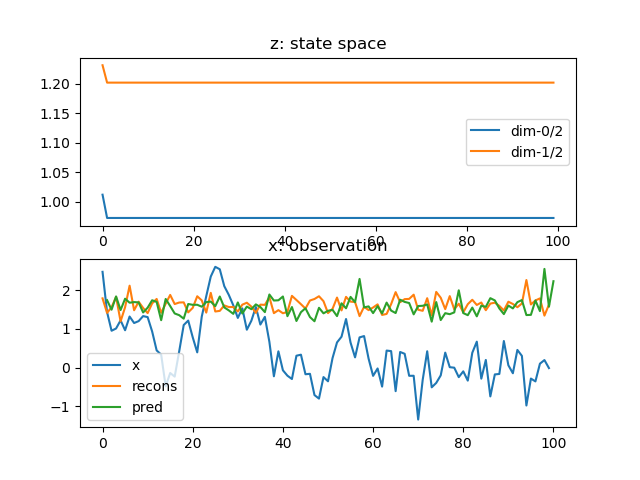 z: state space
1.20
1.15
1.10
1.05
1.00
dim-0/2
dim-1/2
0 20 40 60 80 100
x: observation
2
1
0
−1
x
recons
pred
0 20 40 60 80 100